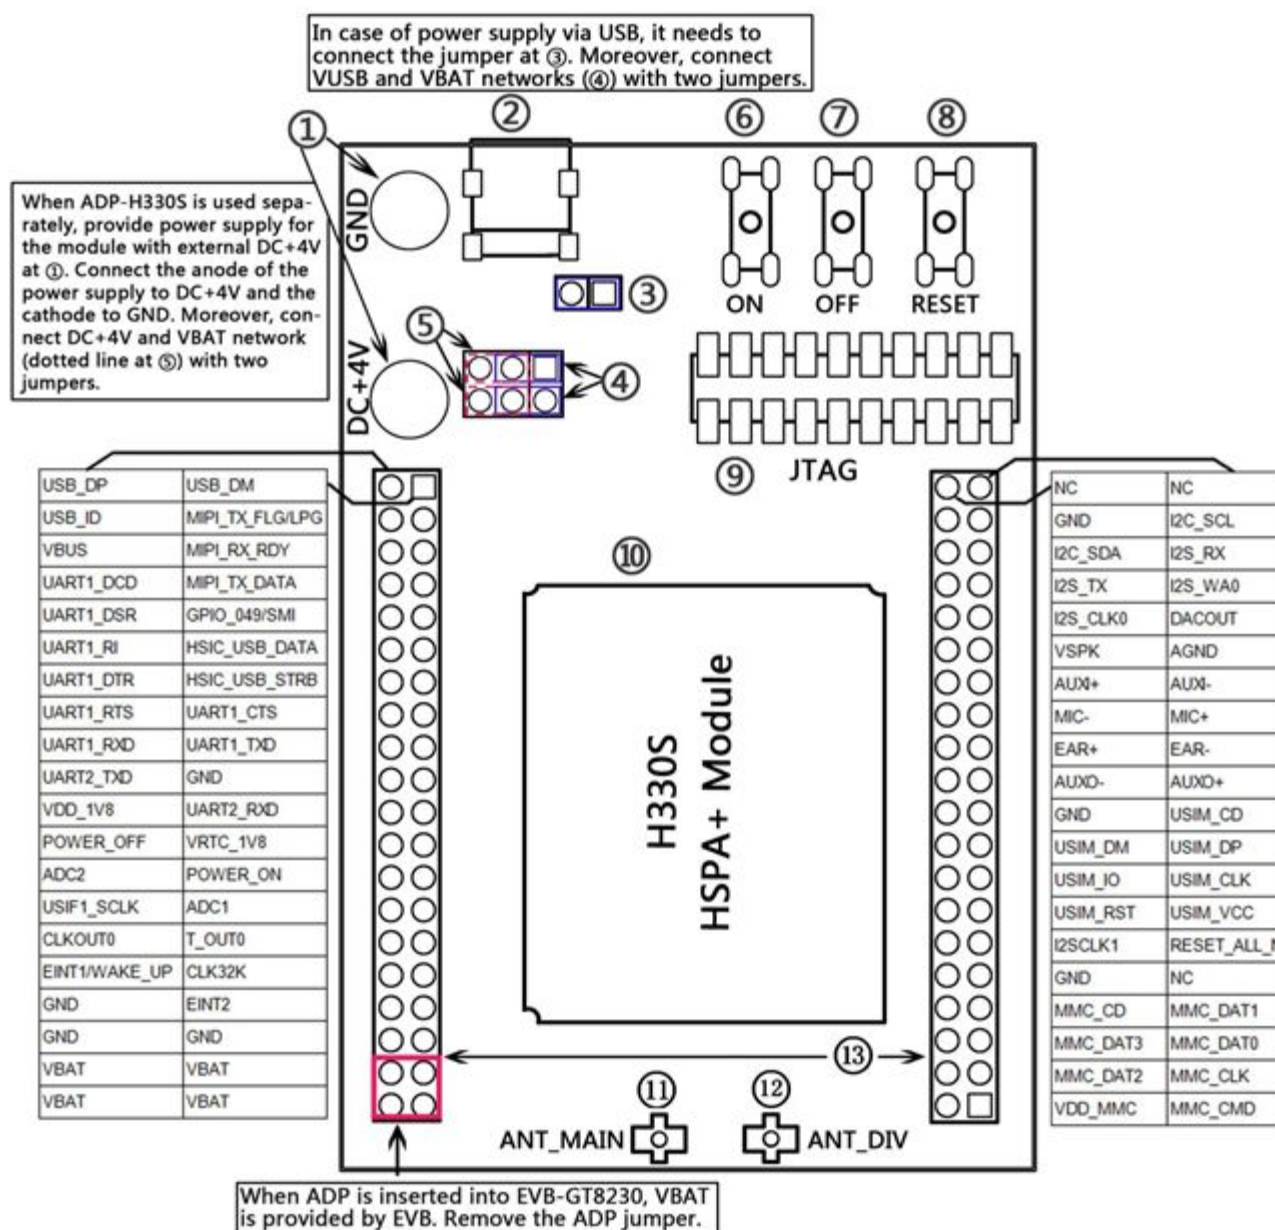 In case of power supply via USB, it needs to
connect the jumper at ③. Moreover, connect
VUSB and VBAT networks (④) with two jumpers.
① ② ⑥ ⑦ ⑧
When ADP-H330S is used sepa-
rately, provide power supply for
the module with external DC+4V
at ①. Connect the anode of the
power supply to DC+4V and the
cathode to GND. Moreover, con-
nect DC+4V and VBAT network
(dotted line at ⑤) with two
jumpers.
GND
③
ON OFF RESET
⑤
④
DC+4V
⑨ JTAG
USB_DP USB_DM
USB_ID MIPI_TX_FLG/LPG
VBUS MIPI_RX_RDY
UART1_DCD MIPI_TX_DATA
UART1_DSR GPIO_049/SMI
UART1_RI HSIC_USB_DATA
UART1_DTR HSIC_USB_STRB
UART1_RTS UART1_CTS
UART1_RXD UART1_TXD
UART2_TXD GND
VDD_1V8 UART2_RXD
POWER_OFF VRTC_1V8
ADC2 POWER_ON
USIF1_SCLK ADC1
CLKOUT0 T_OUT0
EINT1/WAKE_UP CLK32K
GND EINT2
GND GND
VBAT VBAT
VBAT VBAT
⑩
H330S
HSPA+ Module
NC NC
GND I2C_SCL
I2C_SDA I2S_RX
I2S_TX I2S_WA0
I2S_CLK0 DACOUT
VSPK AGND
AUXI+ AUXI-
MIC- MIC+
EAR+ EAR-
AUXO- AUXO+
GND USIM_CD
USIM_DM USIM_DP
USIM_IO USIM_CLK
USIM_RST USIM_VCC
I2SCLK1 RESET_ALL_N
GND NC
MMC_CD MMC_DAT1
MMC_DAT3 MMC_DAT0
MMC_DAT2 MMC_CLK
VDD_MMC MMC_CMD
⑬
⑪ ⑫
ANT_MAIN ANT_DIV
When ADP is inserted into EVB-GT8230, VBAT
is provided by EVB. Remove the ADP jumper.